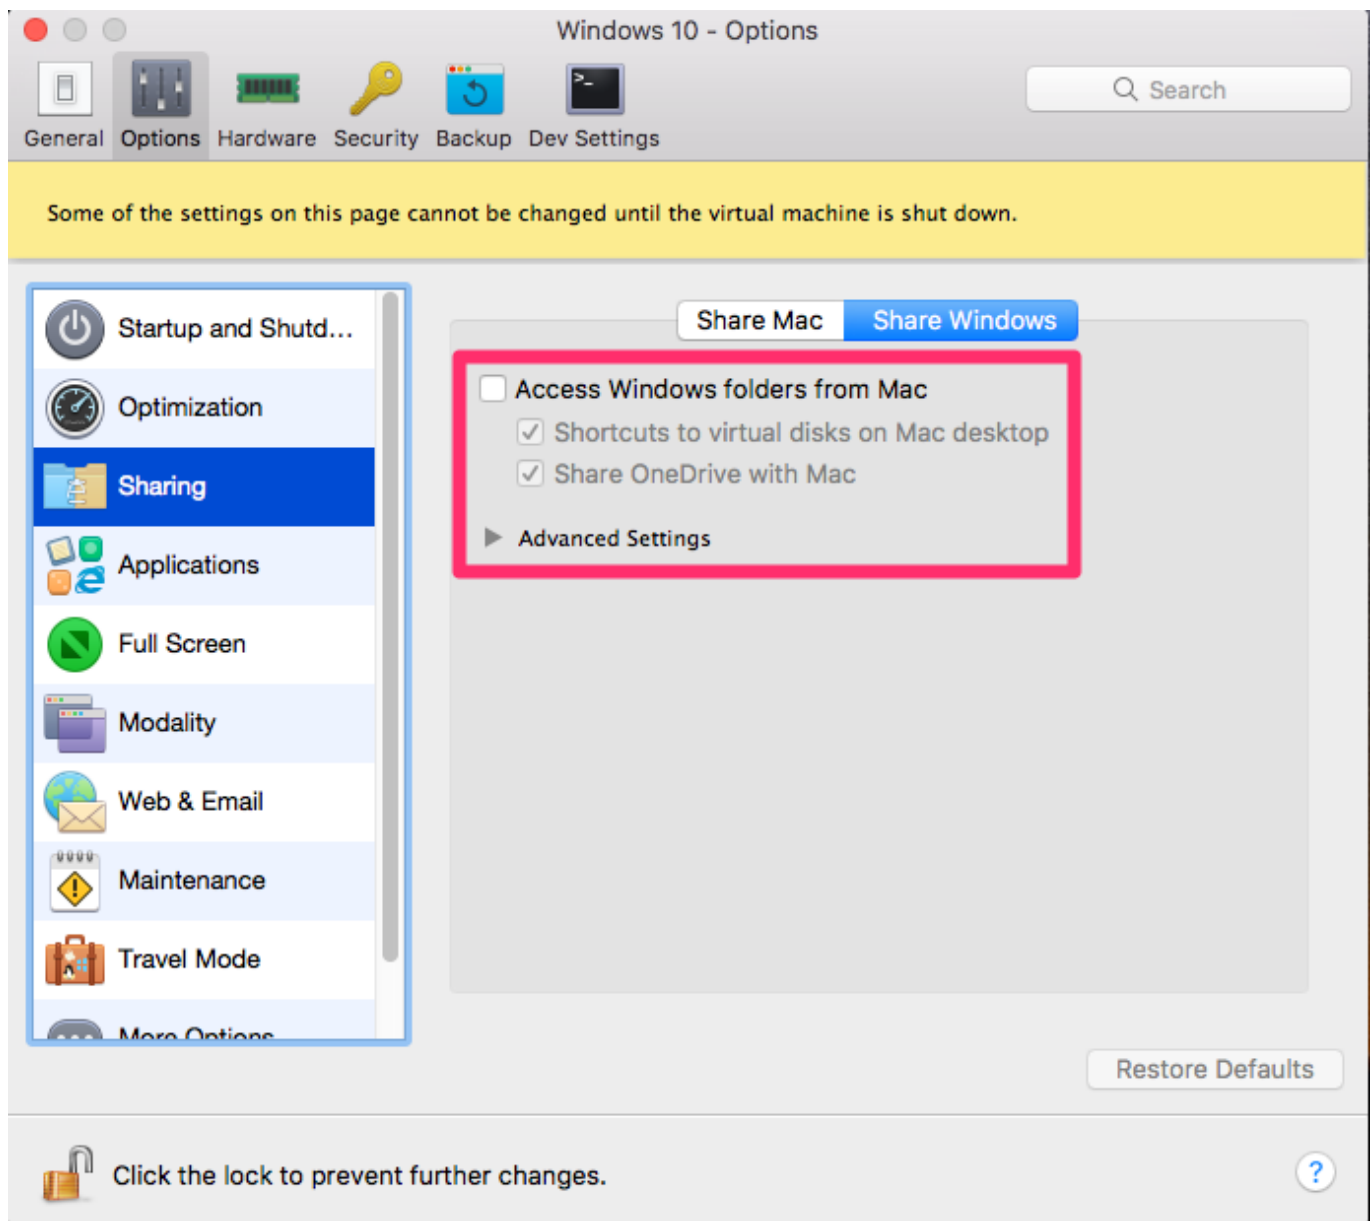 Windows 10 - Options
General Options Hardware Security Backup Dev Settings
Search
Some of the settings on this page cannot be changed until the virtual machine is shut down.
Startup and Shutd...
Optimization
Sharing
Applications
Full Screen
Modality
Web & Email
Maintenance
Travel Mode
More Options
Share Mac Share Windows
Access Windows folders from Mac
Shortcuts to virtual disks on Mac desktop
Share OneDrive with Mac
Advanced Settings
Restore Defaults
Click the lock to prevent further changes.
?